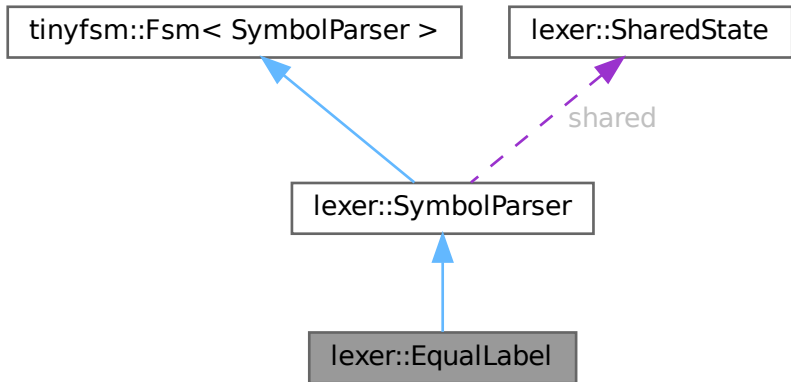 tinyfsm::Fsm< SymbolParser >
lexer::SharedState
shared
lexer::SymbolParser
lexer::EqualLabel